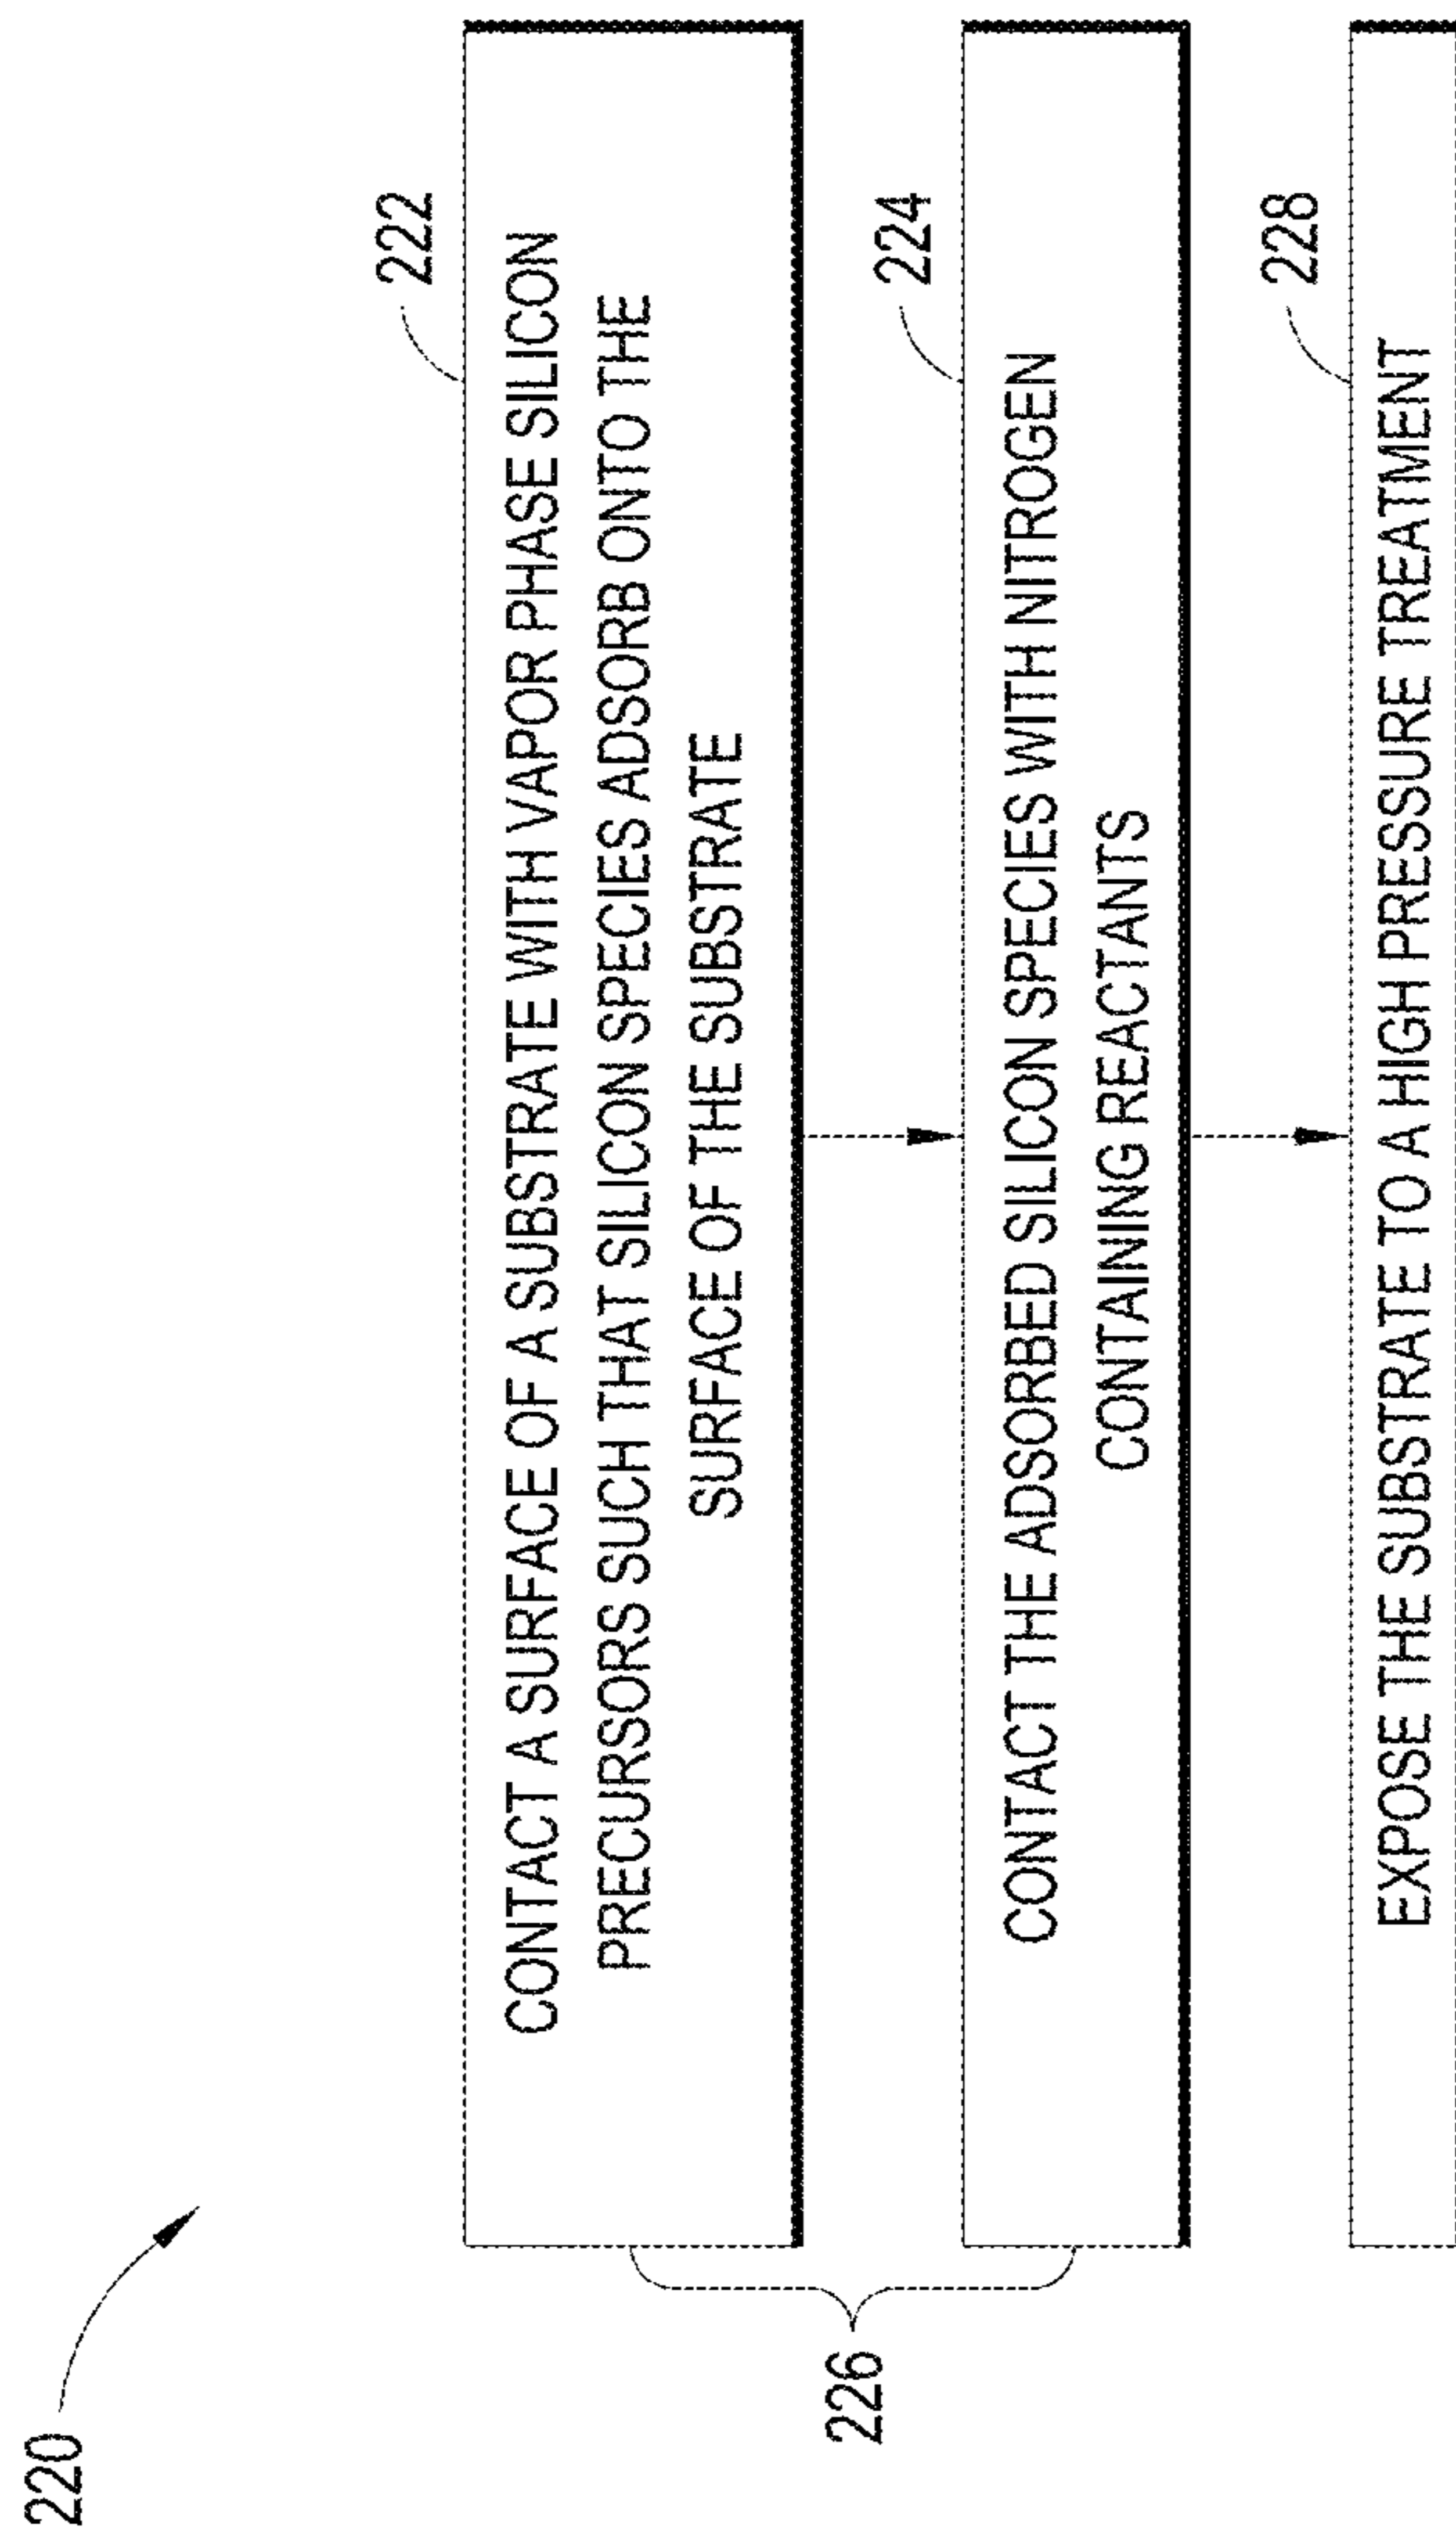 220
222
CONTACT A SURFACE OF A SUBSTRATE WITH VAPOR PHASE SILICON
PRECURSORS SUCH THAT SILICON SPECIES ADSORB ONTO THE
SURFACE OF THE SUBSTRATE
226
224
CONTACT THE ADSORBED SILICON SPECIES WITH NITROGEN
CONTAINING REACTANTS
228
EXPOSE THE SUBSTRATE TO A HIGH PRESSURE TREATMENT